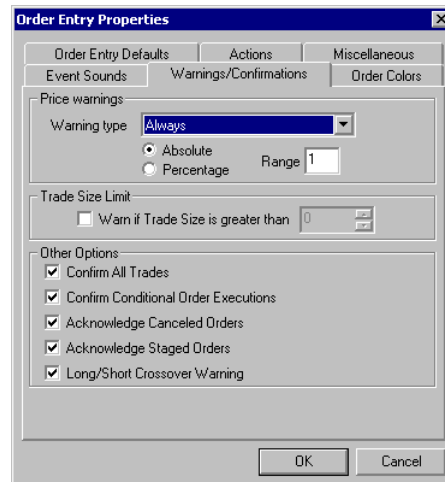 Order Entry Properties
Order Entry Defaults Actions Miscellaneous
Event Sounds Warnings/Confirmations Order Colors
Price warnings
Warning type Always
Absolute
Percentage
Range 1
Trade Size Limit
Warn if Trade Size is greater than 0
Other Options
Confirm All Trades
Confirm Conditional Order Executions
Acknowledge Canceled Orders
Acknowledge Staged Orders
Long/Short Crossover Warning
OK Cancel